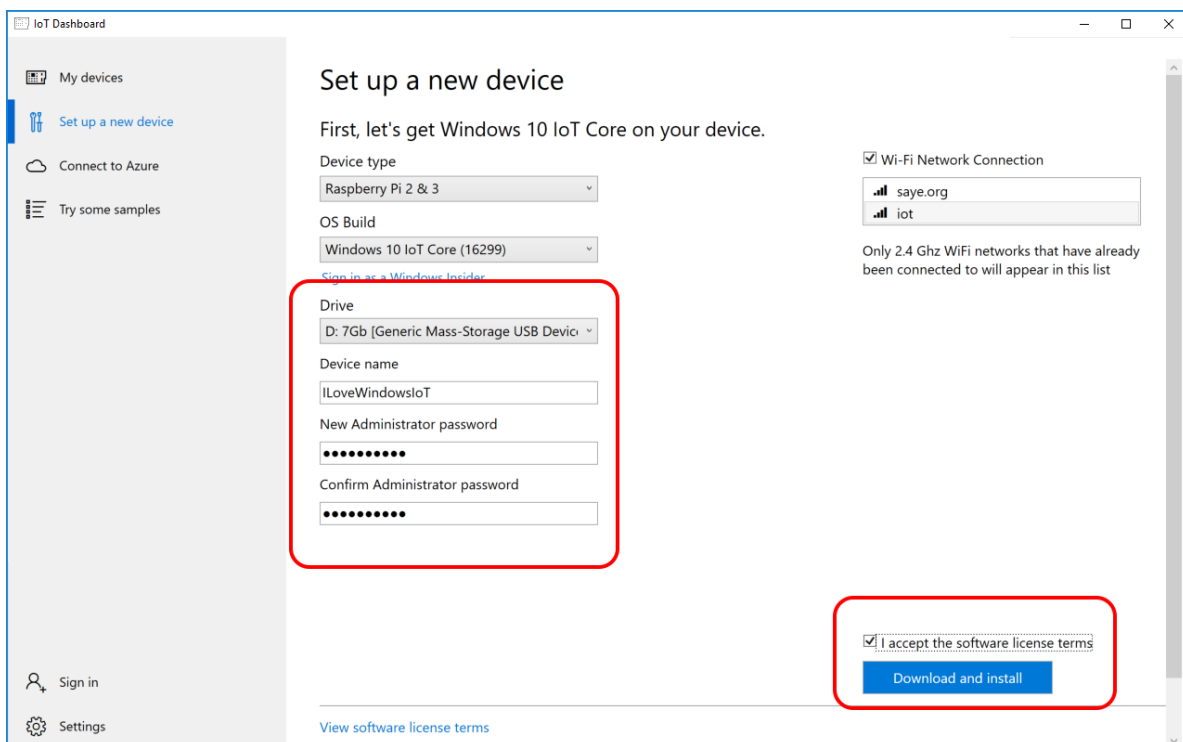 IoT Dashboard
My devices
Set up a new device
Connect to Azure
Try some samples
Sign in
Settings
Set up a new device
First, let's get Windows 10 IoT Core on your device.
Device type
Raspberry Pi 2 & 3
OS Build
Windows 10 IoT Core (16299)
Sign in as a Windows Insider
Drive
D: 7Gb [Generic Mass-Storage USB Devic
Device name
ILoveWindowsIoT
New Administrator password
●●●●●●●●●●
Confirm Administrator password
●●●●●●●●●●
Wi-Fi Network Connection
saye.org
iot
Only 2.4 Ghz WiFi networks that have already
been connected to will appear in this list
I accept the software license terms
Download and install
View software license terms